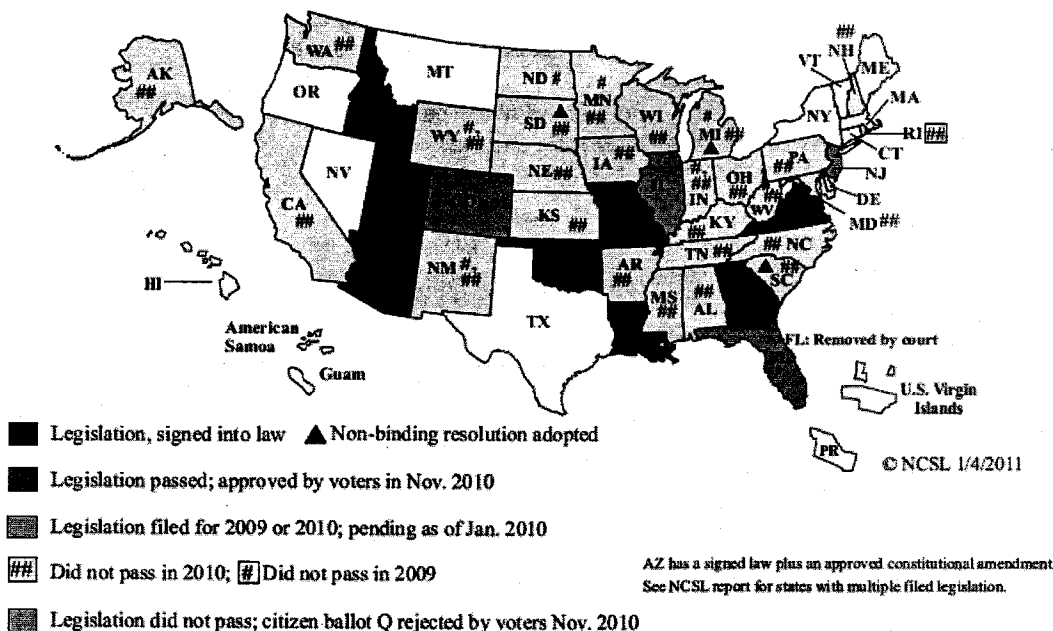 ##
WA ##
AK
##
MT
ND #
#
MN
##
VT
##
NH
ME
OR
SD
##
WI
##
#
MI ##
NY
MA
RI ##
CT
WY #,
##
IA ##
NE ##
PA
##
NJ
NV
OH
##
#,
##
IN
WV
##
DE
MD ##
CA
##
KS
##
KY
##
TN ##
## NC
NM #,
##
AR
##
SC
##
MS
##
##
AL
HI
TX
FL: Removed by court
American
Samoa
Guam
U.S. Virgin
Islands
PR
© NCSL 1/4/2011
Legislation, signed into law
Non-binding resolution adopted
Legislation passed; approved by voters in Nov. 2010
Legislation filed for 2009 or 2010; pending as of Jan. 2010
## Did not pass in 2010; # Did not pass in 2009
AZ has a signed law plus an approved constitutional amendment
See NCSL report for states with multiple filed legislation.
Legislation did not pass; citizen ballot Q rejected by voters Nov. 2010